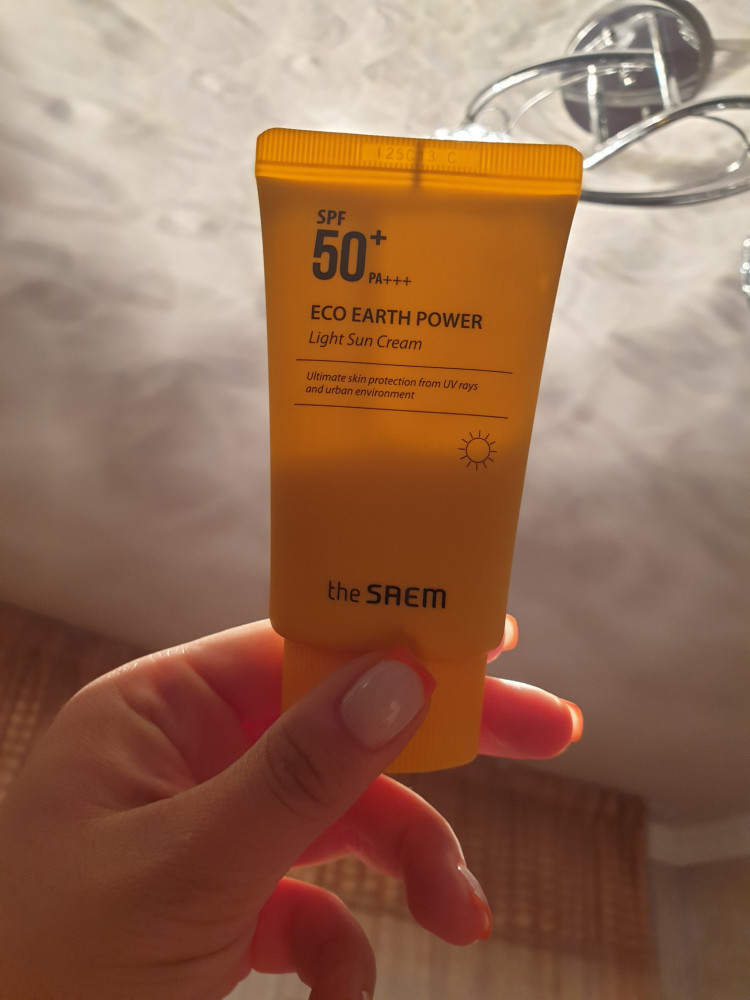 SPF
50+
PA+++
ECO EARTH POWER
Light Sun Cream
Ultimate skin protection from UV rays
and urban environment
the SAEM